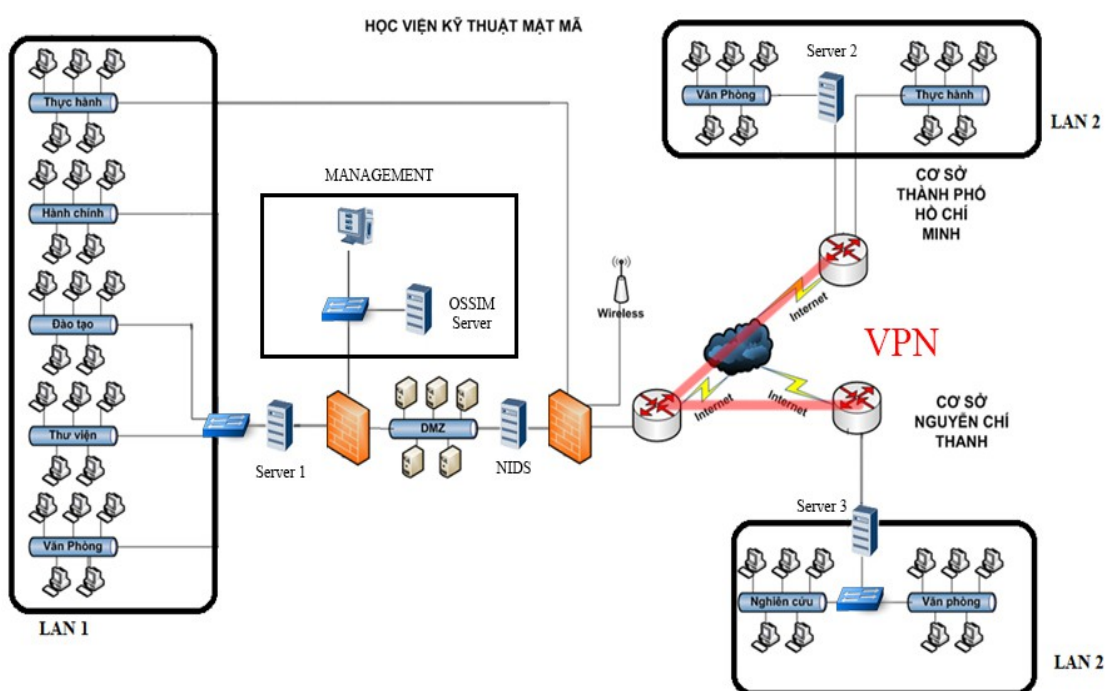 HỌC VIỆN KỸ THUẬT MẬT MÃ
Thực hành
Hành chính
Đào tạo
Thư viện
Văn Phòng
LAN 1
MANAGEMENT
OSSIM
Server
Server 1
DMZ
NIDS
Wireless
Server 2
Văn Phòng
Thực hành
LAN 2
CƠ SỞ
THÀNH PHỐ
HỒ CHÍ
MINH
Internet
VPN
Internet
Internet
CƠ SỞ
NGUYỄN CHÍ
THANH
Server 3
Nghiên cứu
Văn phòng
LAN 2